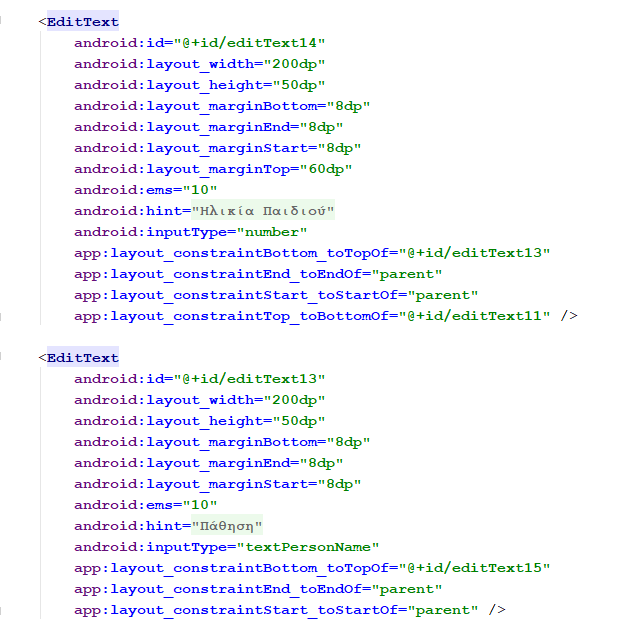 <EditText
android:id="@+id/editText14"
android:layout_width="200dp"
android:layout_height="50dp"
android:layout_marginBottom="8dp"
android:layout_marginEnd="8dp"
android:layout_marginStart="8dp"
android:layout_marginTop="60dp"
android:ems="10"
android:hint="Ηλικία Παιδιού"
android:inputType="number"
app:layout_constraintBottom_toTopOf="@+id/editText13"
app:layout_constraintEnd_toEndOf="parent"
app:layout_constraintStart_toStartOf="parent"
app:layout_constraintTop_toBottomOf="@+id/editText11" />
<EditText
android:id="@+id/editText13"
android:layout_width="200dp"
android:layout_height="50dp"
android:layout_marginBottom="8dp"
android:layout_marginEnd="8dp"
android:layout_marginStart="8dp"
android:ems="10"
android:hint="Πάθηση"
android:inputType="textPersonName"
app:layout_constraintBottom_toTopOf="@+id/editText15"
app:layout_constraintEnd_toEndOf="parent"
app:layout_constraintStart_toStartOf="parent" />